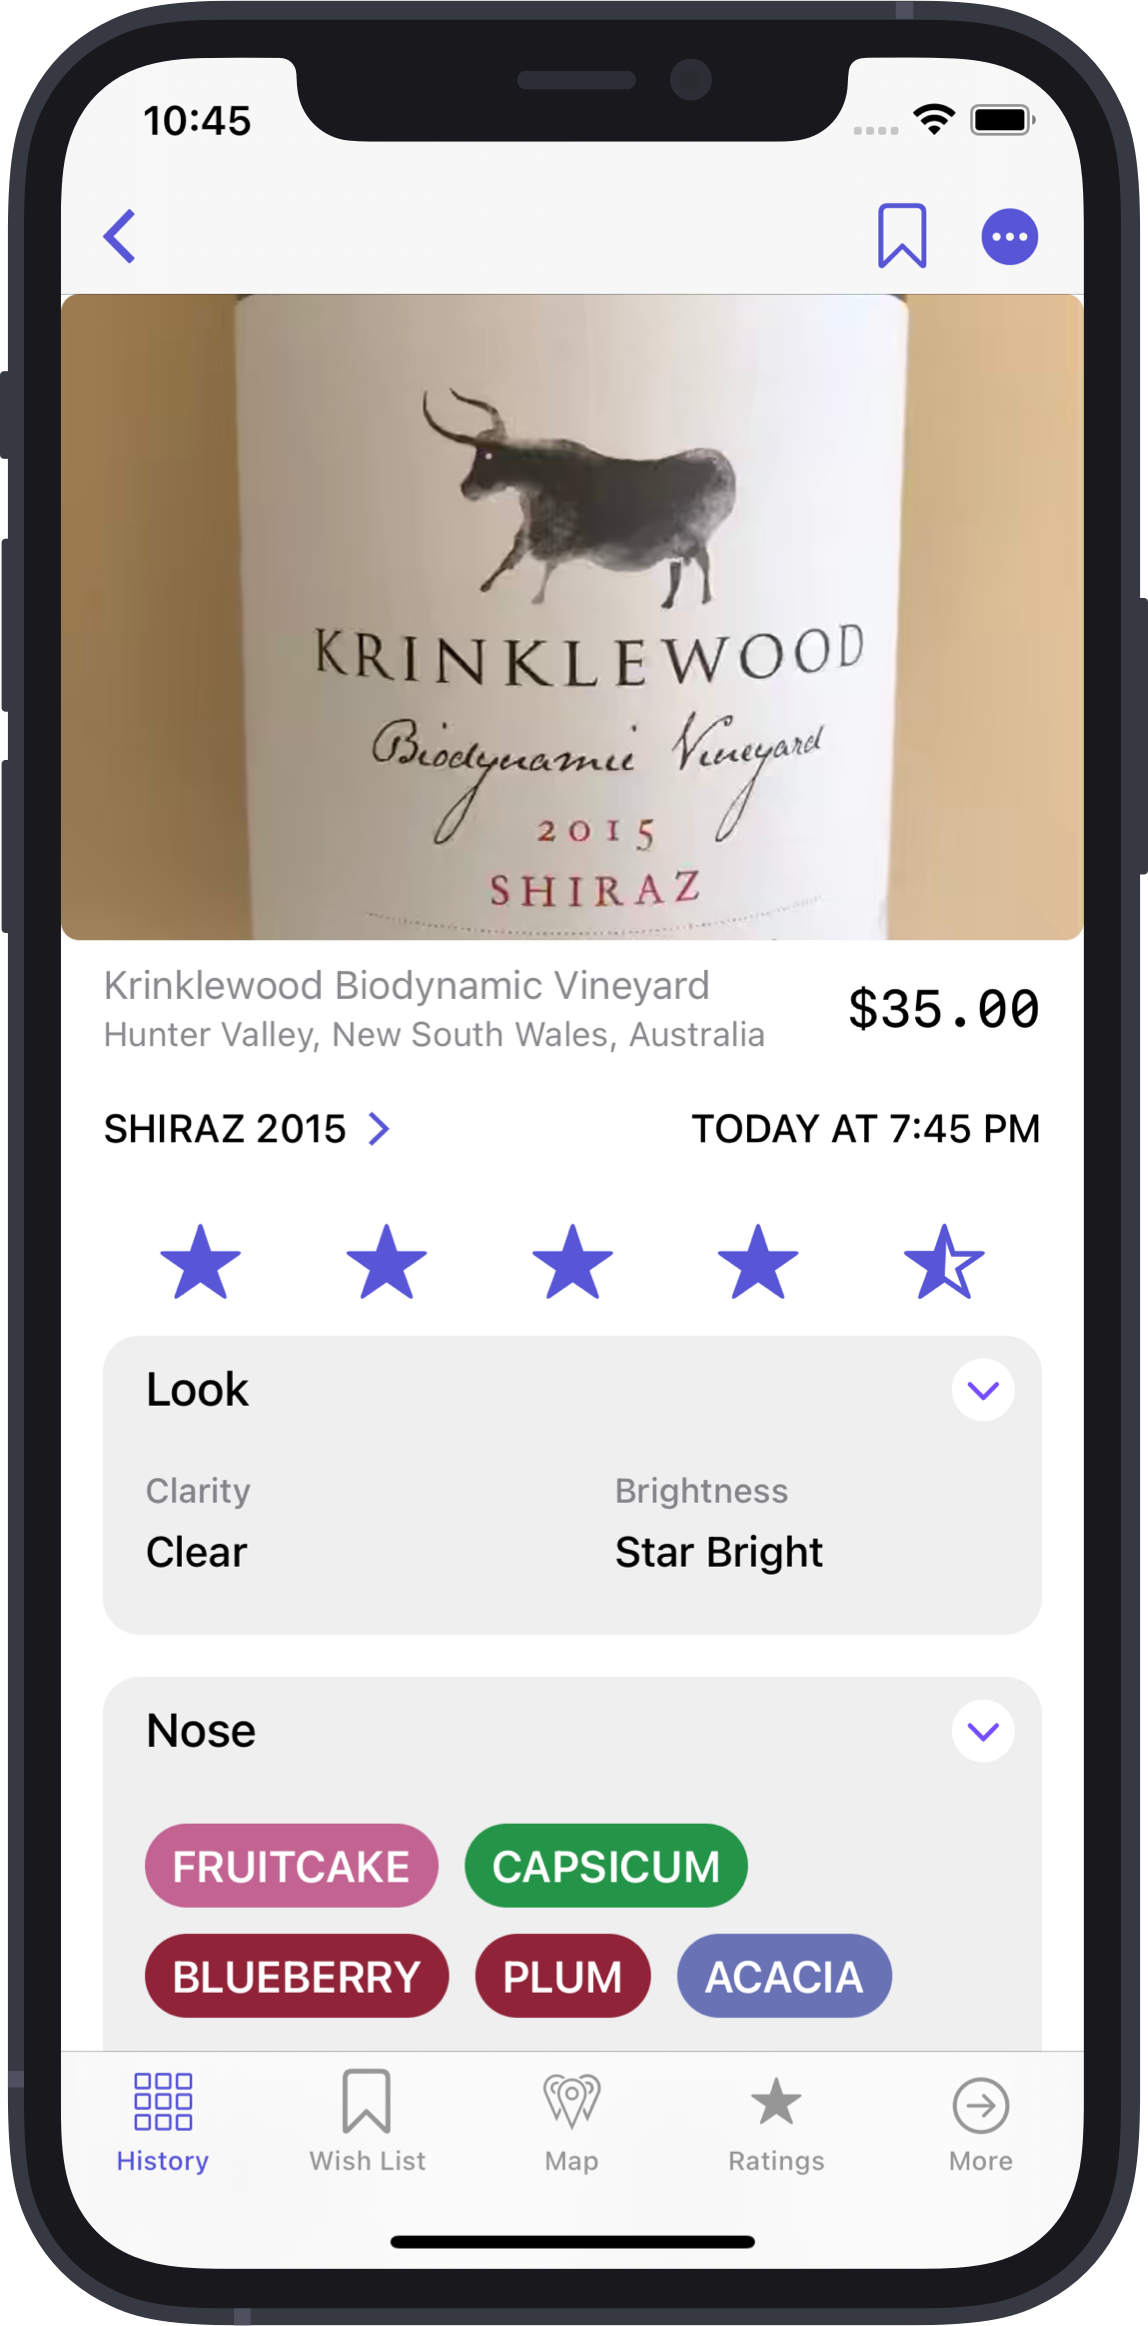 10:45
KRINKLEWOOD
Biodynamic Vineyard
2015
SHIRAZ
Krinklewood Biodynamic Vineyard
$35.00
Hunter Valley, New South Wales, Australia
SHIRAZ 2015
TODAY AT 7:45 PM
Look
Clarity
Brightness
Clear
Star Bright
Nose
FRUITCAKE
CAPSICUM
BLUEBERRY
PLUM
ACACIA
History
Wish List
Map
Ratings
More